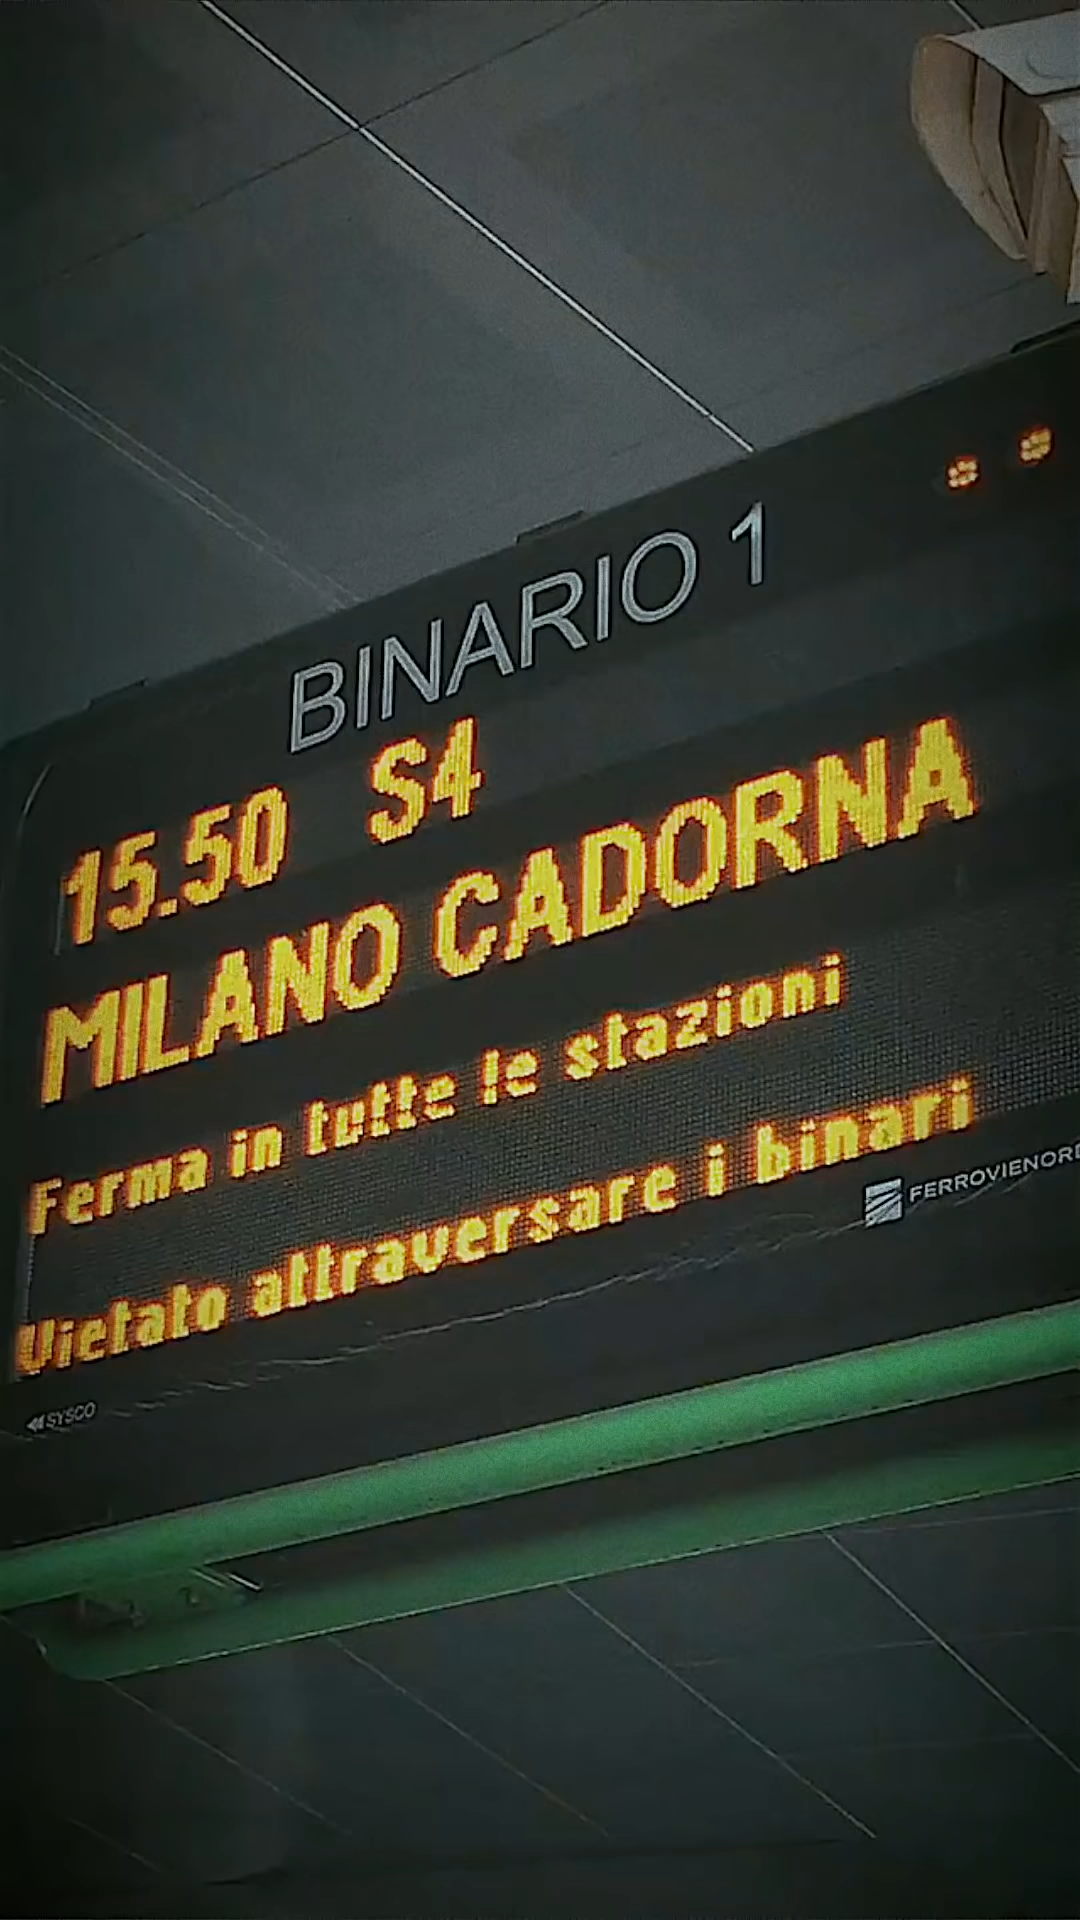 BINARIO 1
15.50 S4
MILANO CADORNA
Ferma in tutte le stazioni
Vietato attraversare i binari
FERROVIENORD
SYSCO